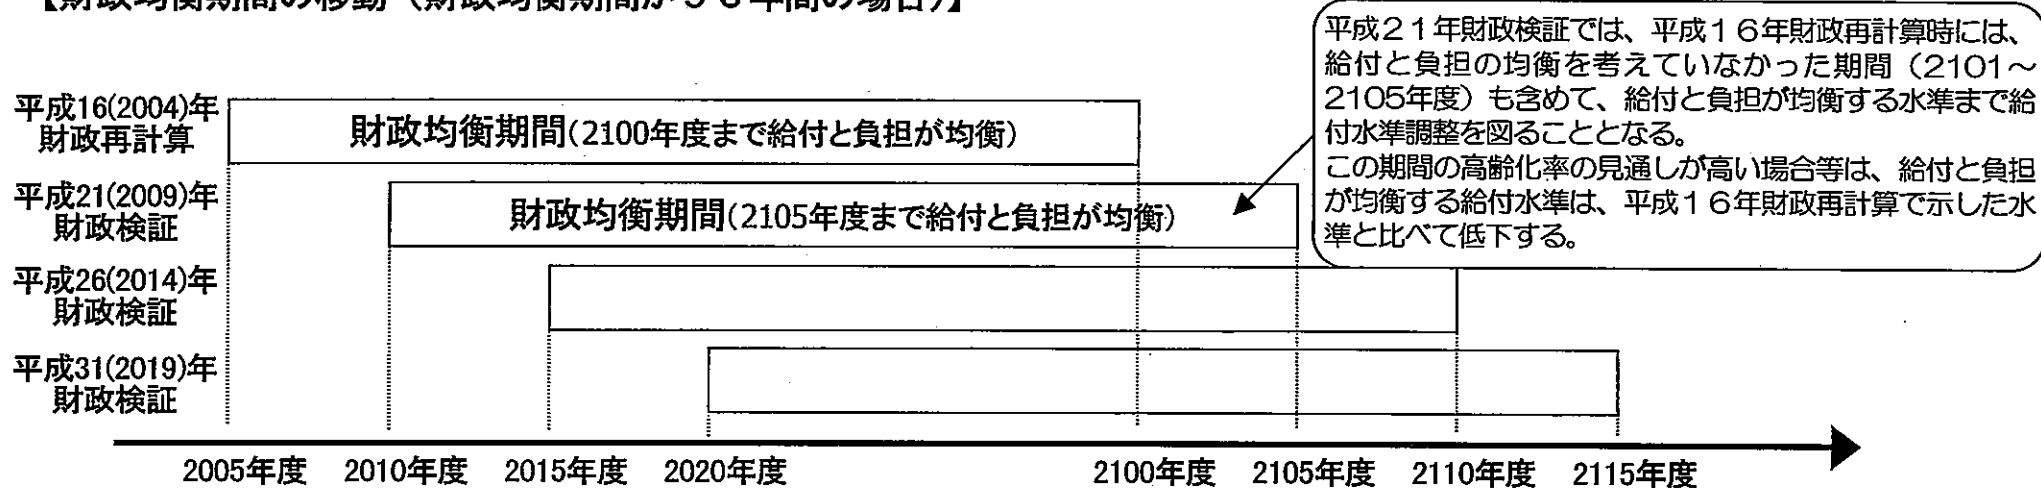 平成21年財政検証では、平成16年財政再計算時には、
給付と負担の均衡を考えていなかった期間（2101～
2105年度）も含めて、給付と負担が均衡する水準まで給
付水準調整を図ることとなる。
この期間の高齢化率の見通しが高い場合等は、給付と負担
が均衡する給付水準は、平成16年財政再計算で示した水
準と比べて低下する。
平成16(2004)年
財政再計算
財政均衡期間(2100年度まで給付と負担が均衡)
平成21(2009)年
財政検証
財政均衡期間(2105年度まで給付と負担が均衡)
平成26(2014)年
財政検証
平成31(2019)年
財政検証
2005年度 2010年度 2015年度 2020年度 2100年度 2105年度 2110年度 2115年度